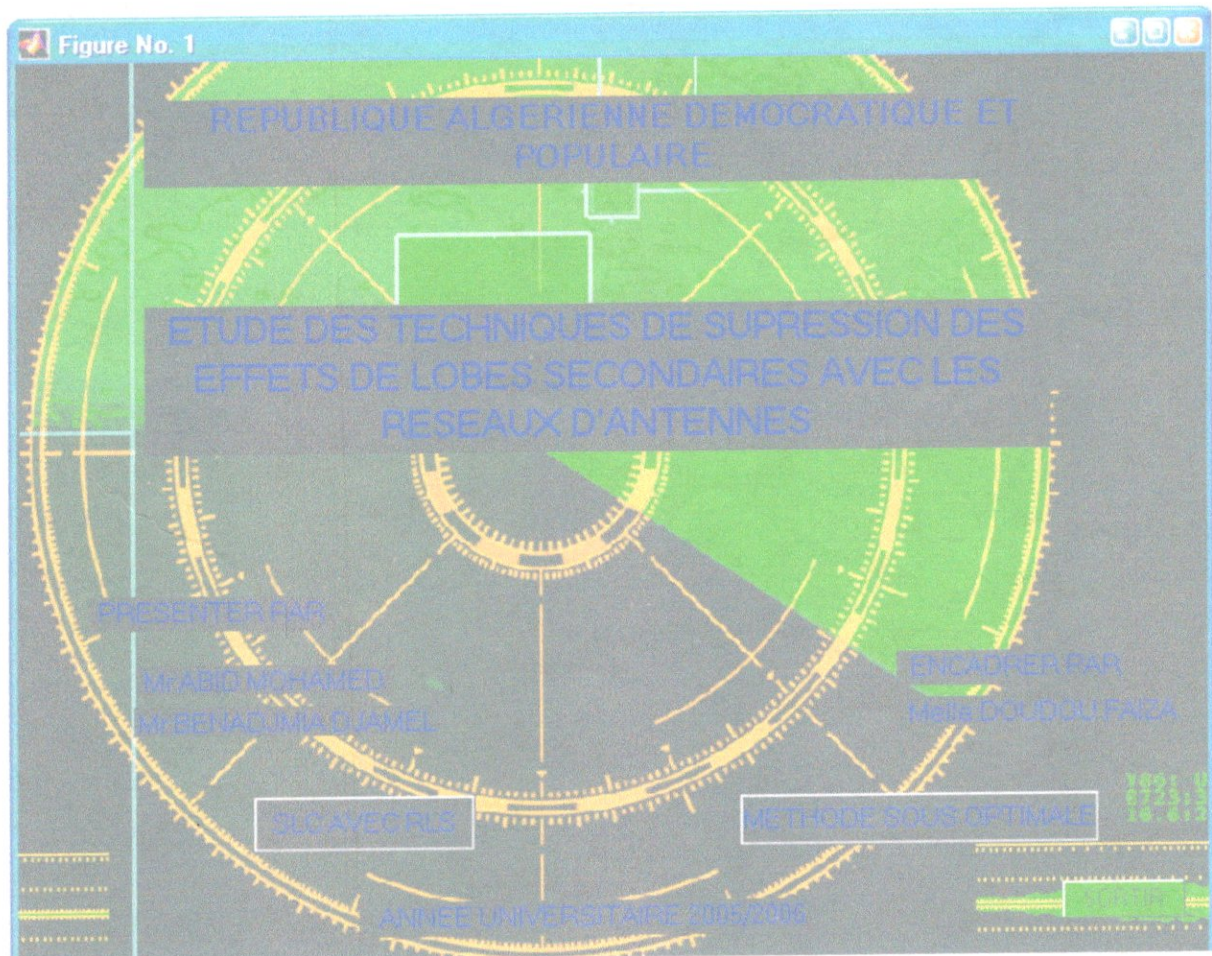 Figure No. 1
REPUBLIQUE ALGERIENNE DEMOCRATIQUE ET
POPULAIRE
ETUDE DES TECHNIQUES DE SUPRESSION DES
EFFETS DE LOBES SECONDAIRES AVEC LES
RESEAUX D'ANTENNES
PRESENTER PAR
Mr ABID MOHAMED
Mr BENADJMIA DJAMEL
ENCADRER PAR
Melle DOUDOU FAIZA
SLC AVEC RLS
METHODE SOUS OPTIMALE
ANNEE UNIVERSITAIRE 2005/2006
SORTIR